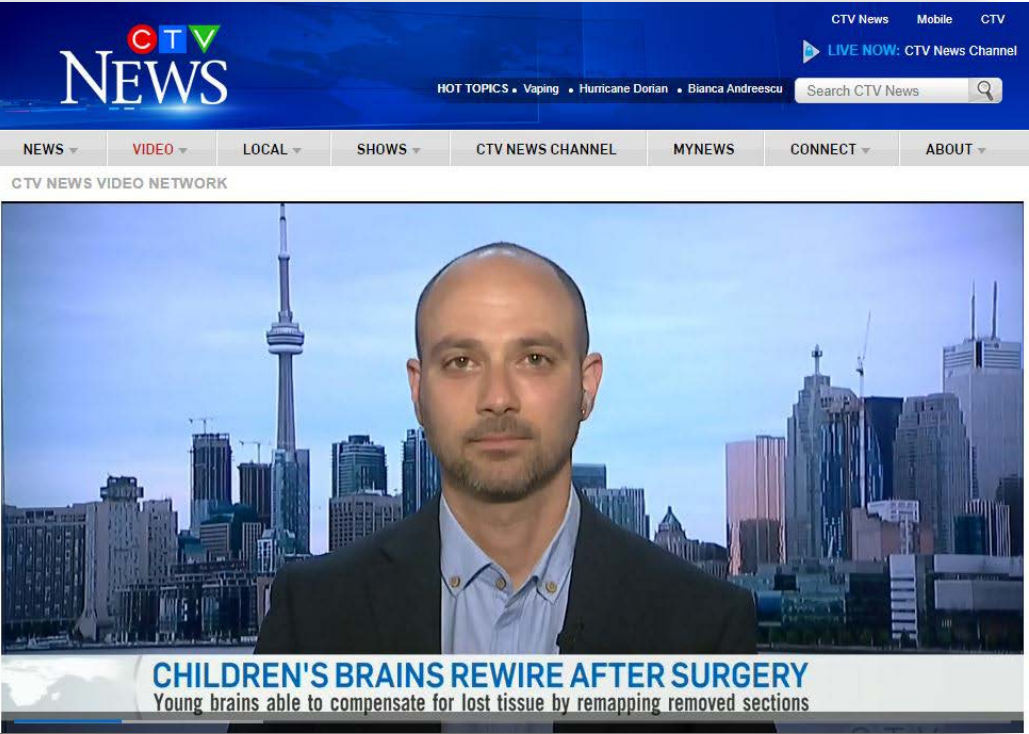 CTV News Mobile CTV
CTV
NEWS
LIVE NOW: CTV News Channel
HOT TOPICS • Vaping • Hurricane Dorian • Bianca Andreescu
Search CTV News
NEWS VIDEO LOCAL SHOWS CTV NEWS CHANNEL MYNEWS CONNECT ABOUT
CTV NEWS VIDEO NETWORK
CHILDREN'S BRAINS REWIRE AFTER SURGERY
Young brains able to compensate for lost tissue by remapping removed sections